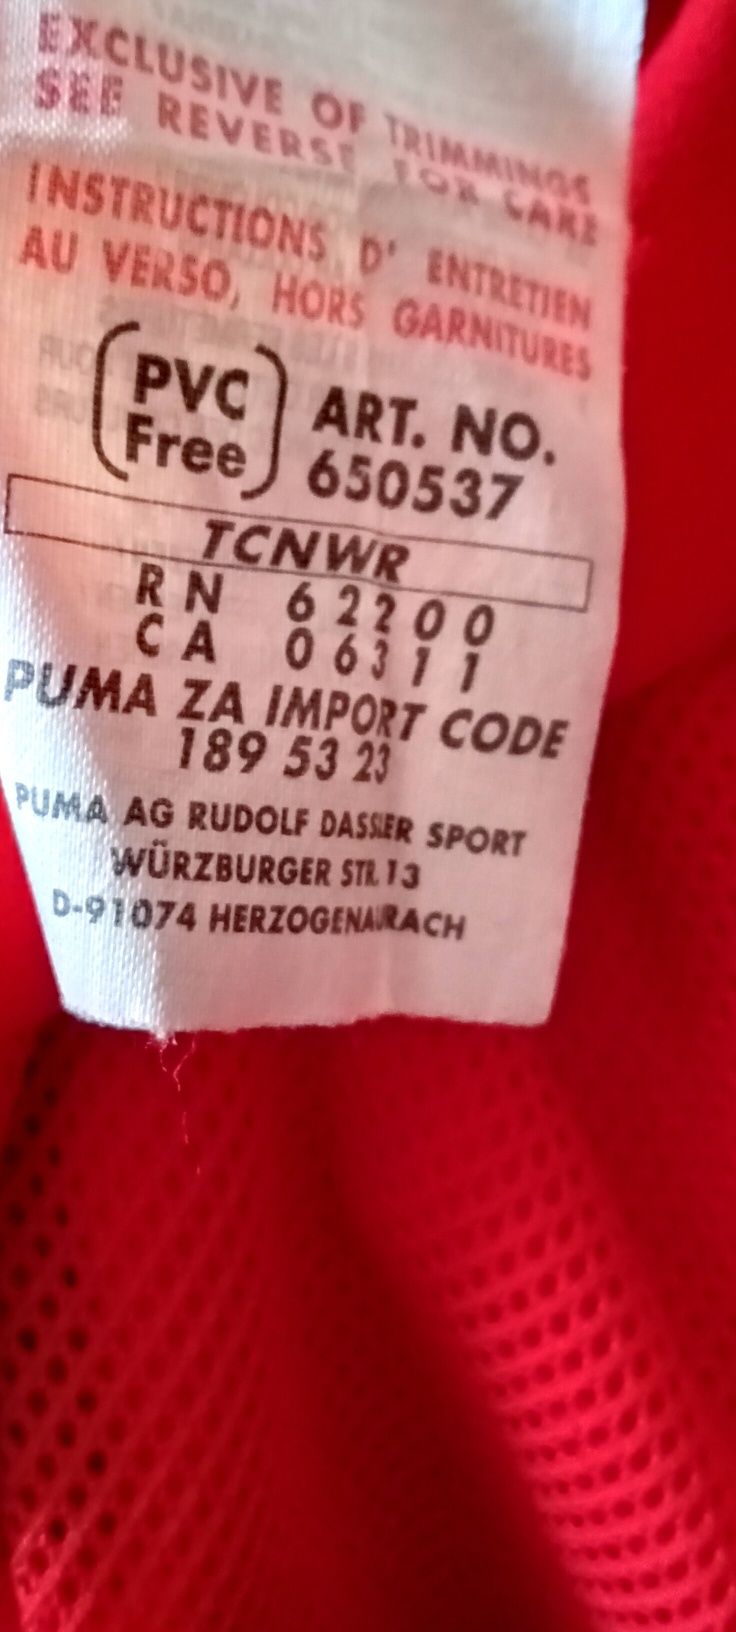 EXCLUSIVE OF TRIMMINGS
SEE REVERSE FOR CARE
INSTRUCTIONS D' ENTRETIEN
AU VERSO, HORS GARNITURES
(PVC Free) ART. NO. 650537
TCNWR
RN 62200
CA 06311
PUMA ZA IMPORT CODE
189 53 23
PUMA AG RUDOLF DASSLER SPORT
WÜRZBURGER STR. 13
D-91074 HERZOGENAURACH